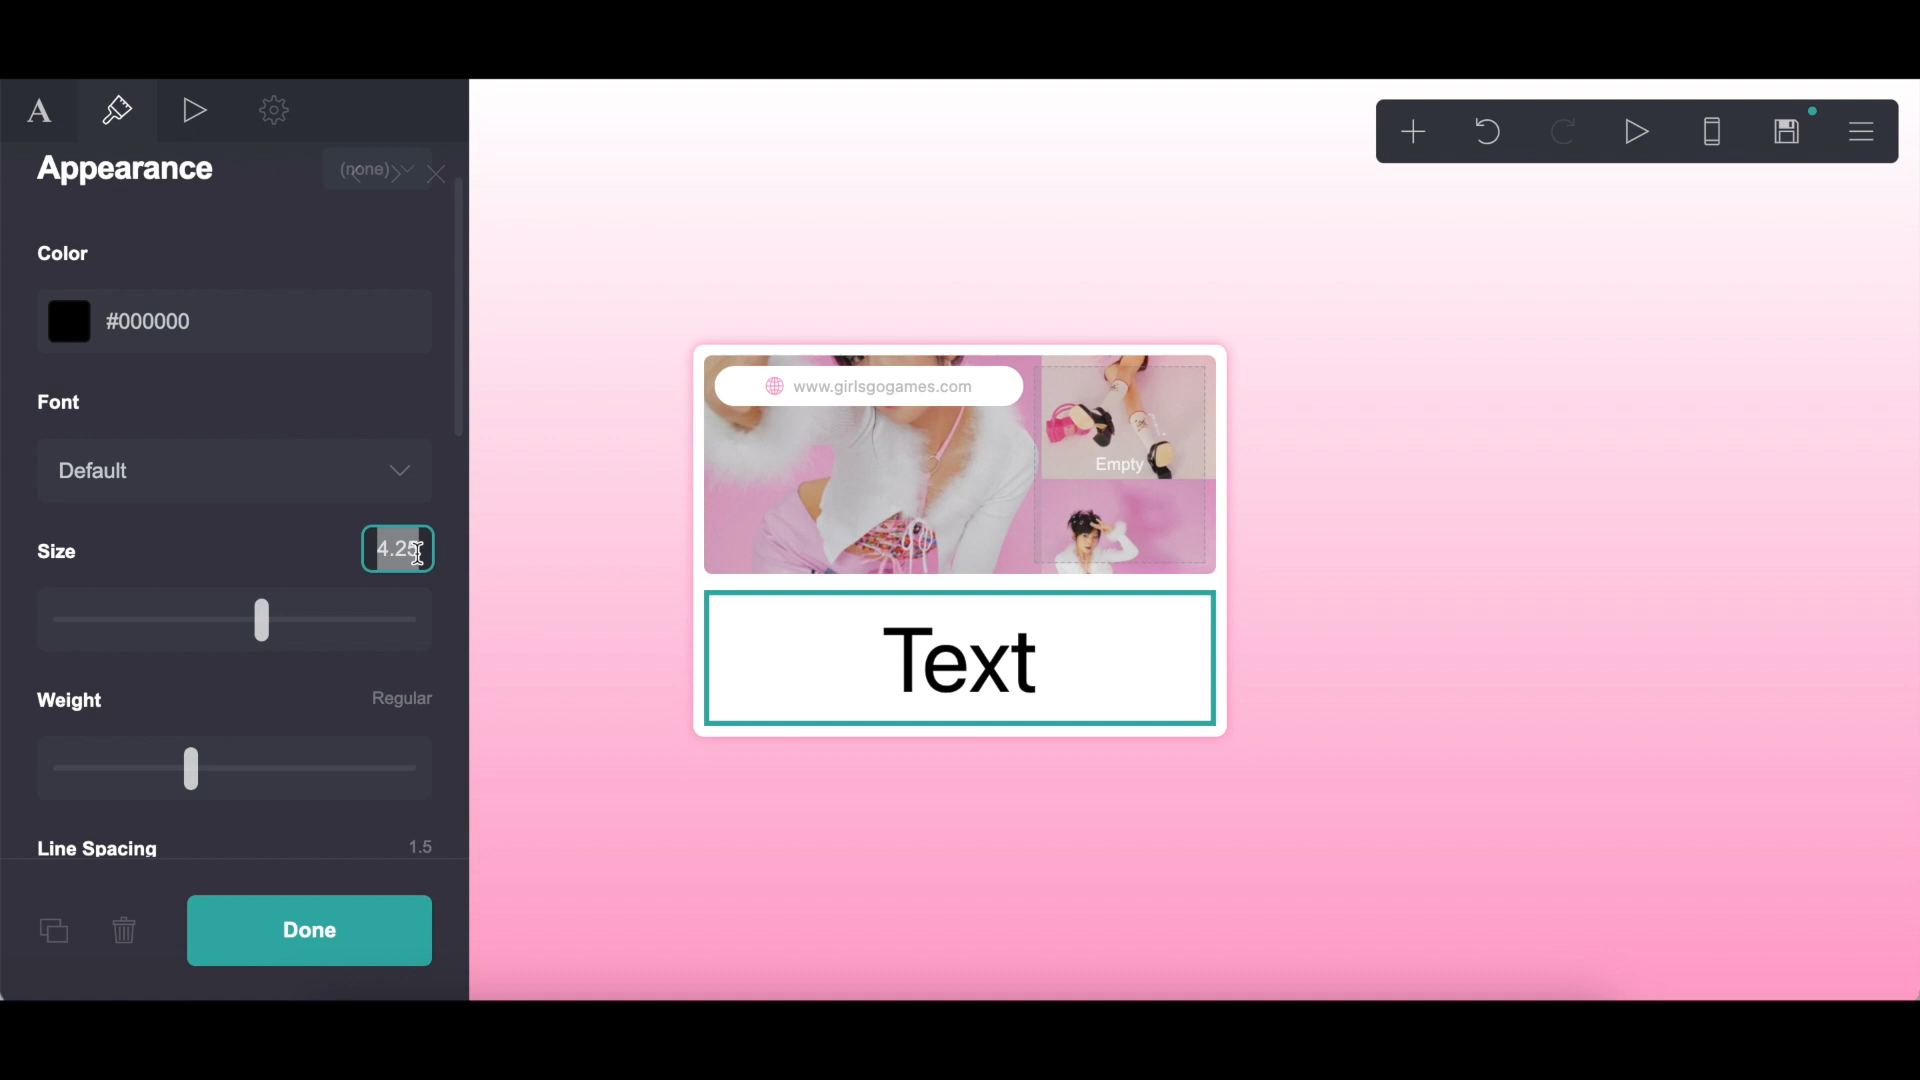 A
Appearance
(none)
Color
#000000
Font
Default
Size
4.25
Weight
Regular
Line Spacing
1.5
Done
www.girlsgogames.com
Empty
Text